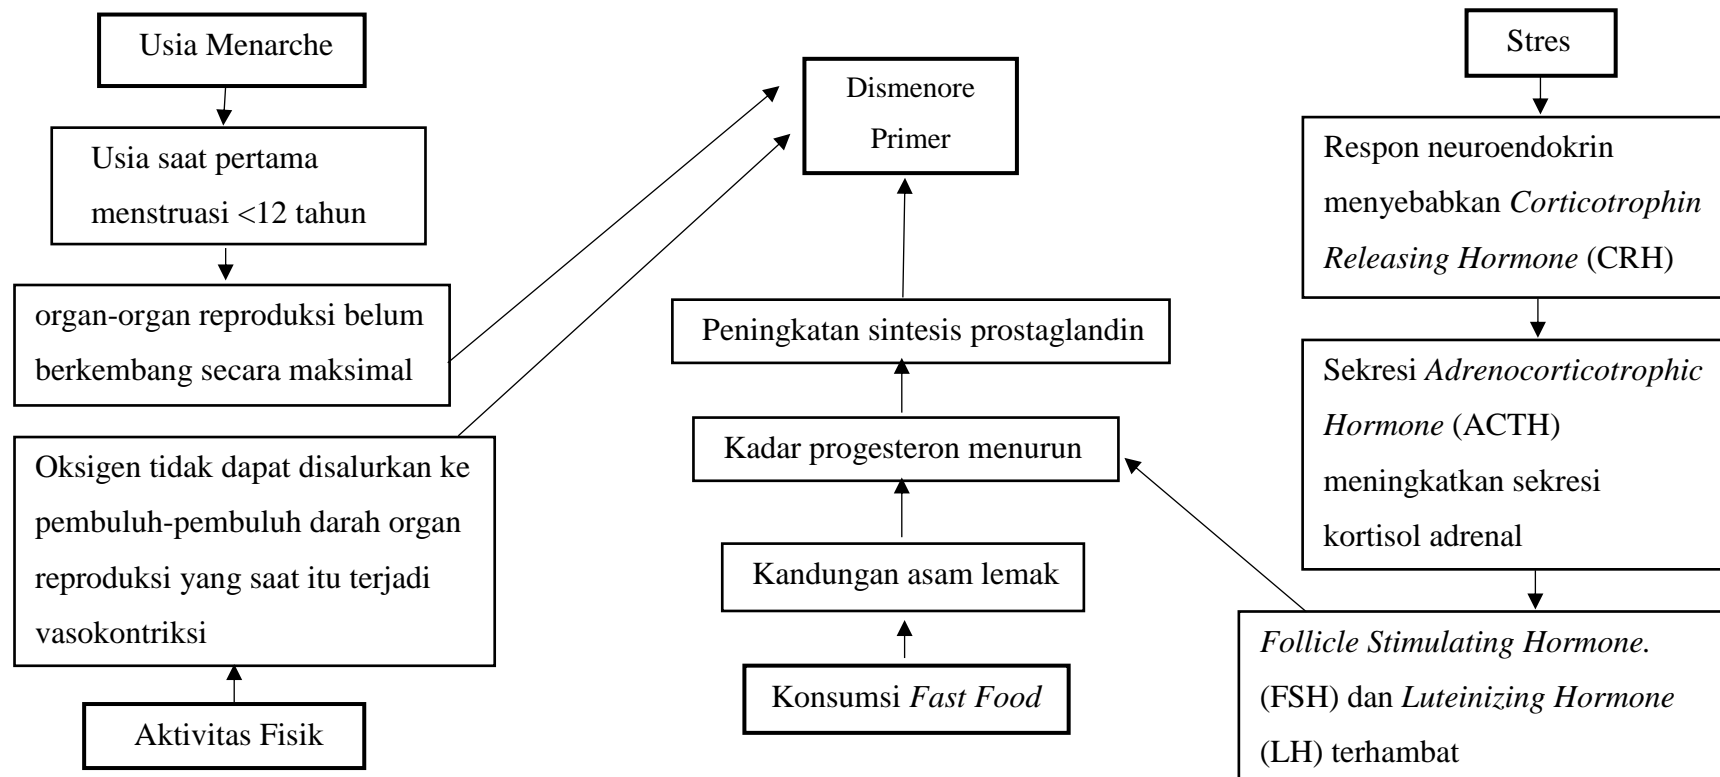 Usia Menarche
Usia saat pertama
menstruasi <12 tahun
organ-organ reproduksi belum
berkembang secara maksimal
Oksigen tidak dapat disalurkan ke
pembuluh-pembuluh darah organ
reproduksi yang saat itu terjadi
vasokontriksi
Aktivitas Fisik
Dismenore
Primer
Peningkatan sintesis prostaglandin
Kadar progesteron menurun
Kandungan asam lemak
Konsumsi Fast Food
Stres
Respon neuroendokrin
menyebabkan Corticotrophin
Releasing Hormone (CRH)
Sekresi Adrenocorticotrophic
Hormone (ACTH)
meningkatkan sekresi
kortisol adrenal
Follicle Stimulating Hormone.
(FSH) dan Luteinizing Hormone
(LH) terhambat